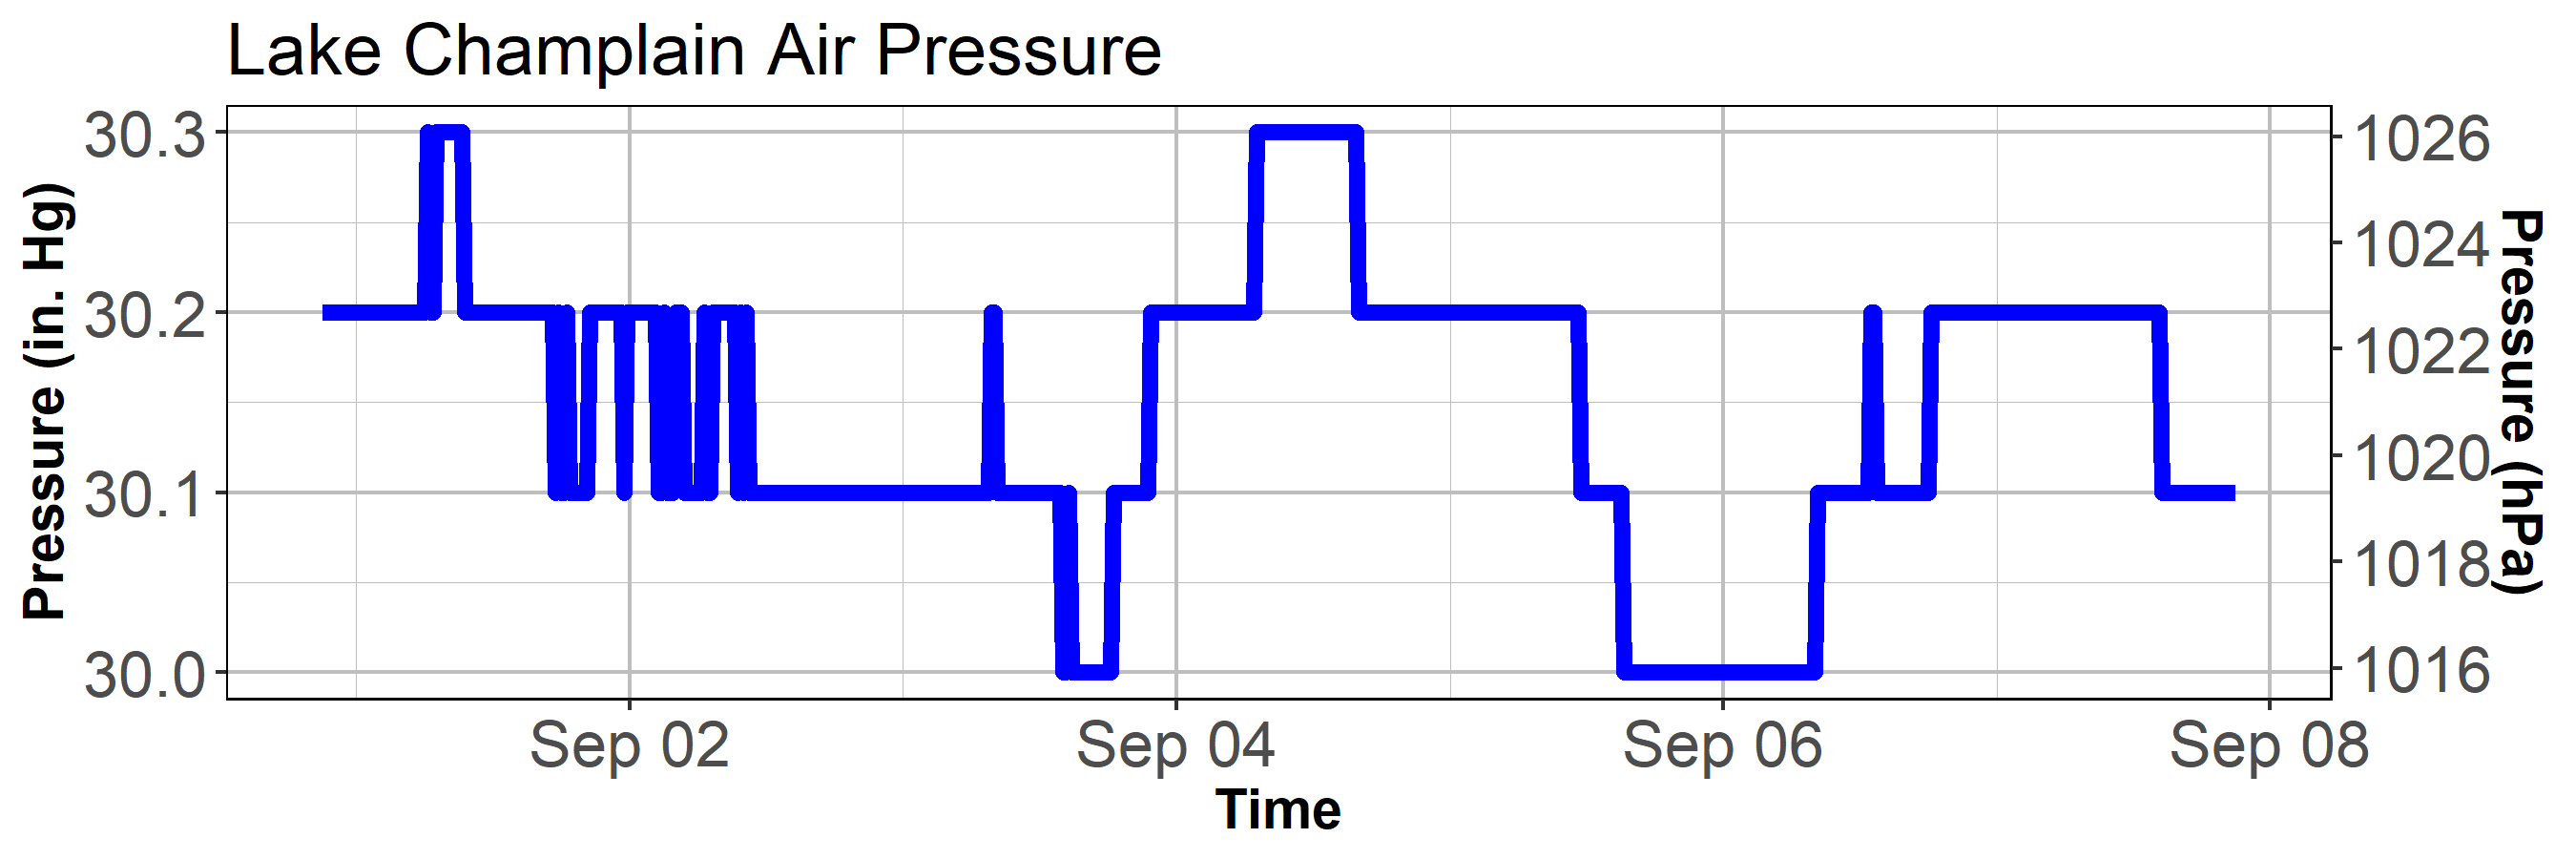 Lake Champlain Air Pressure
Pressure (in. Hg)
30.3
30.2
30.1
30.0
1026
1024
1022
1020
1018
1016
Pressure (hPa)
Sep 02 Sep 04 Sep 06 Sep 08
Time